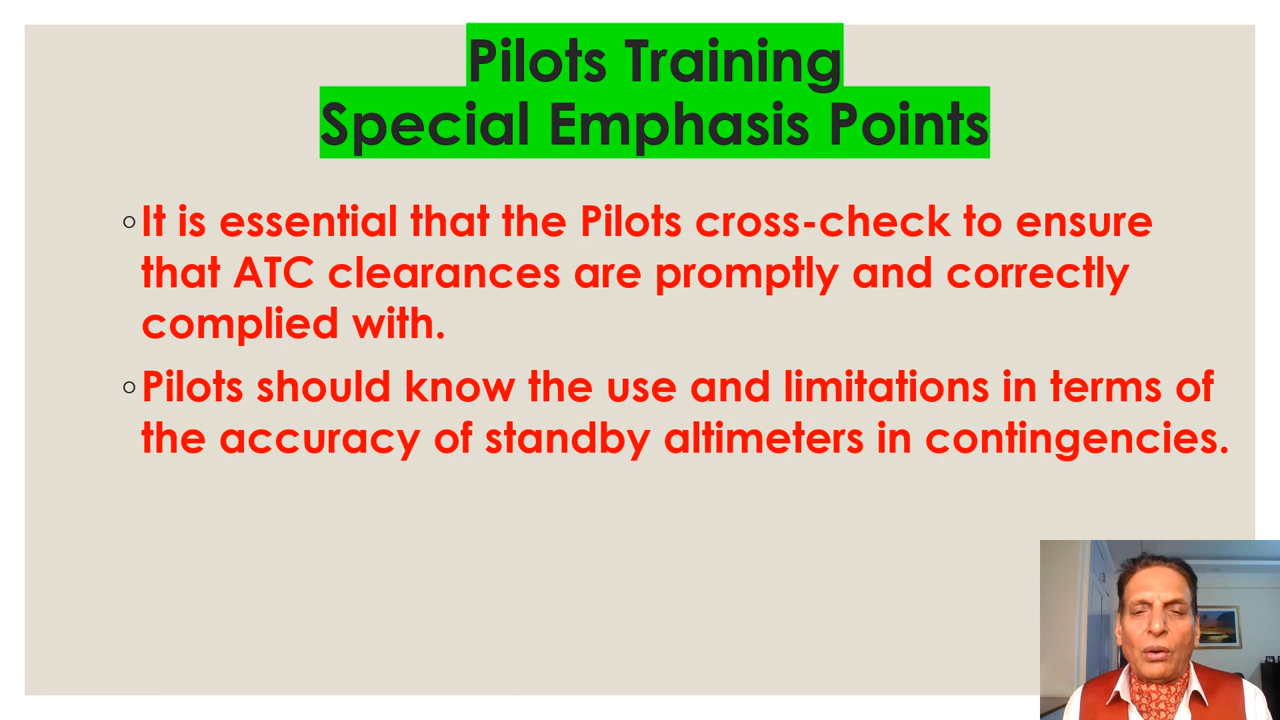 Pilots Training
Special Emphasis Points
◦It is essential that the Pilots cross-check to ensure
that ATC clearances are promptly and correctly
complied with.
◦Pilots should know the use and limitations in terms of
the accuracy of standby altimeters in contingencies.